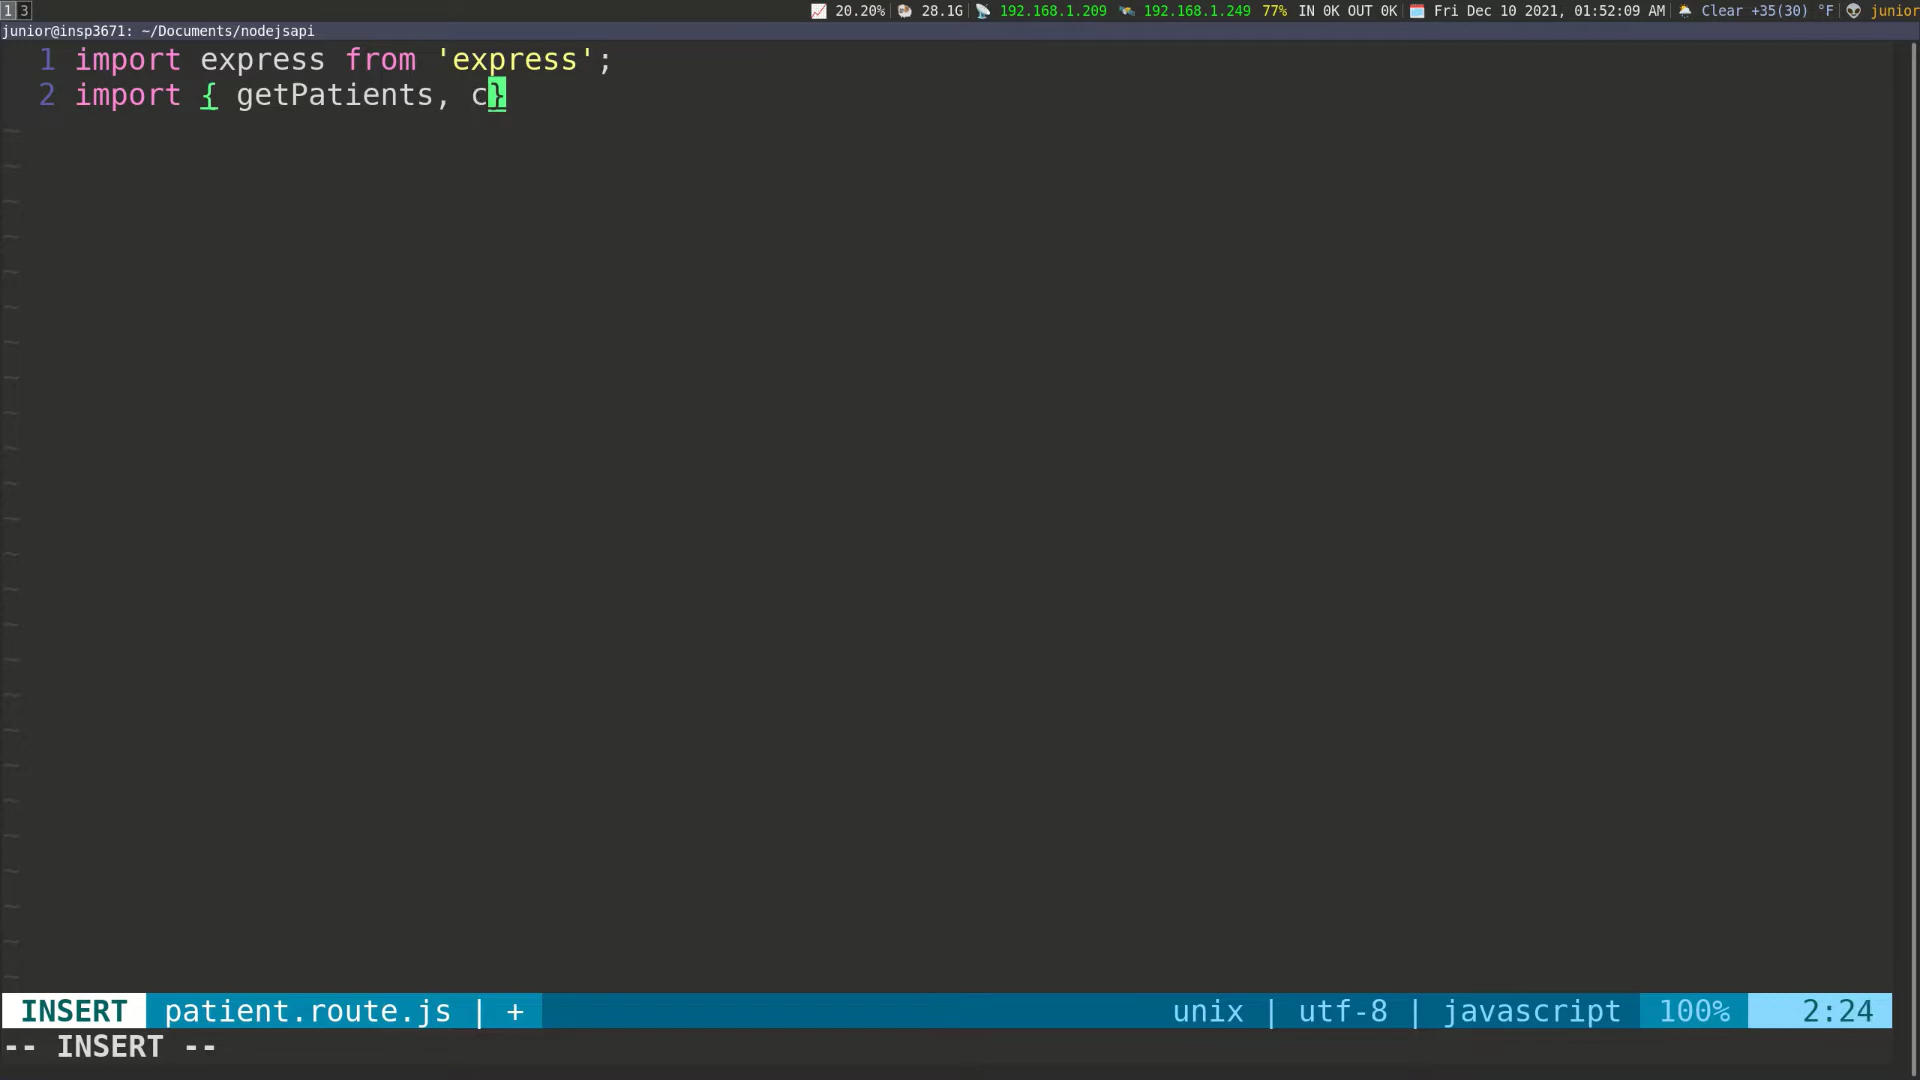 1 3 20.20% 28.1G 192.168.1.209 192.168.1.249 77% IN 0K OUT 0K Fri Dec 10 2021, 01:52:09 AM Clear +35(30) °F junior
junior@insp3671: ~/Documents/nodejsapi
1 import express from 'express';
2 import { getPatients, c}
INSERT patient.route.js | + unix | utf-8 | javascript 100% 2:24
-- INSERT --